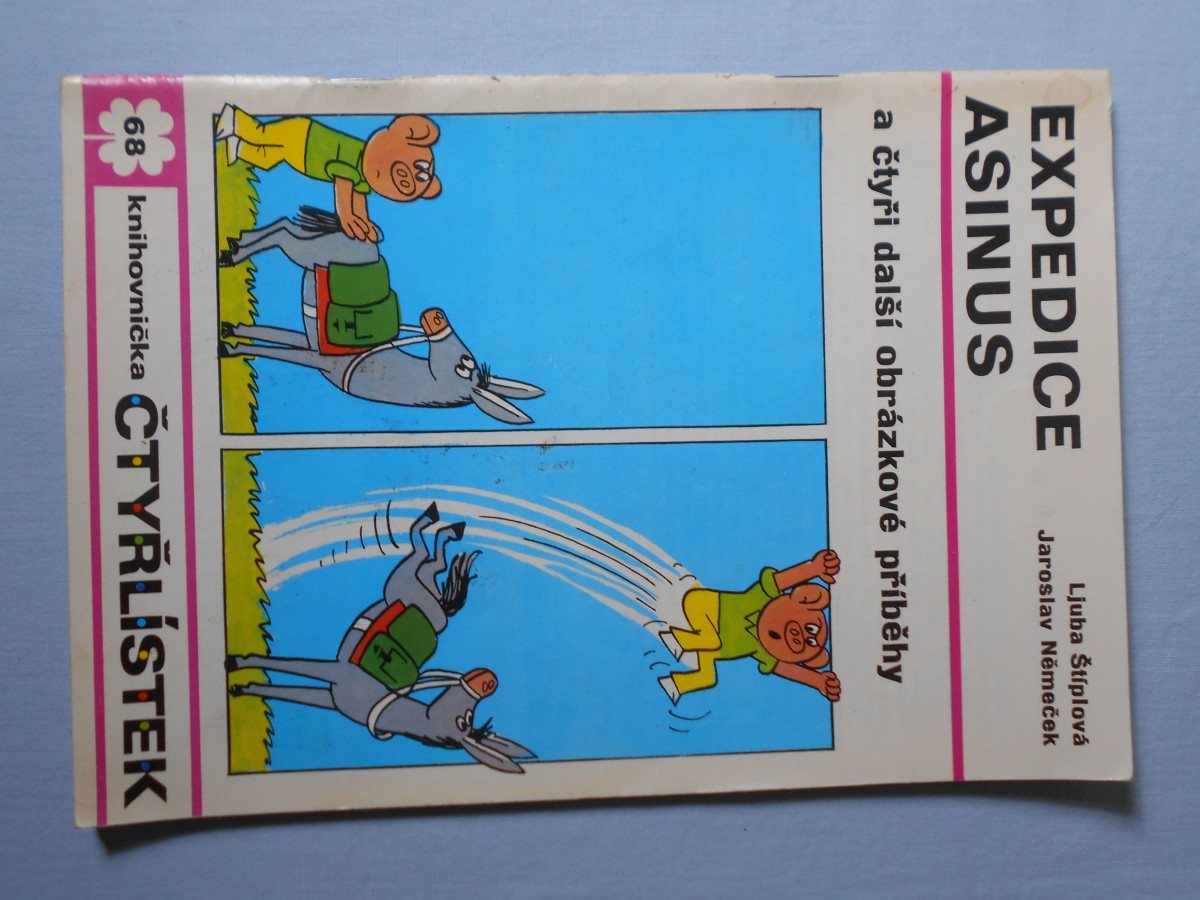 EXPEDICE
ASINUS
Ljuba Štíplová
Jaroslav Němeček
a čtyři další obrázkové příběhy
68
knihovnička ČTYŘLÍSTEK